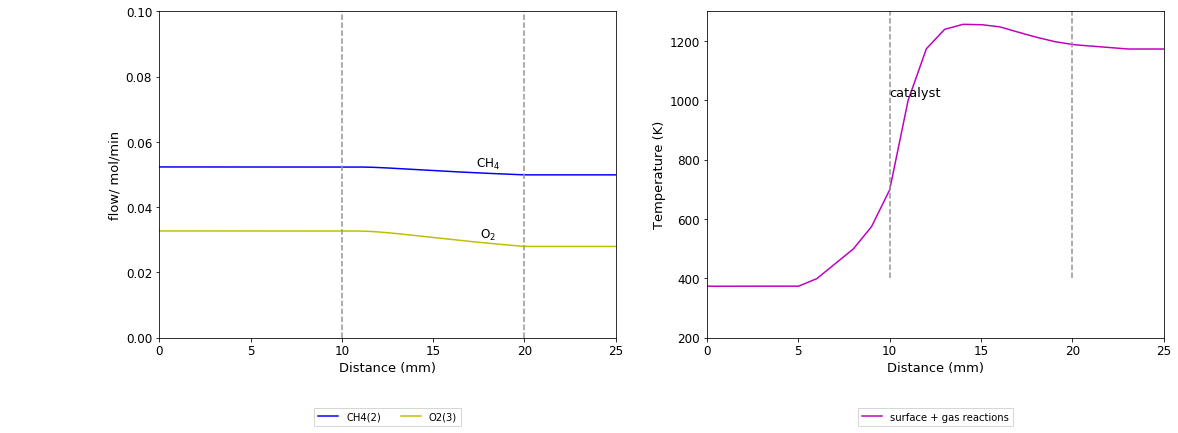 0.10
0.08
0.06
0.04
0.02
0.00
flow/ mol/min
CH₄
O₂
0 5 10 15 20 25
Distance (mm)
CH4(2) O2(3)
1200
1000
800
600
400
200
Temperature (K)
catalyst
0 5 10 15 20 25
Distance (mm)
surface + gas reactions